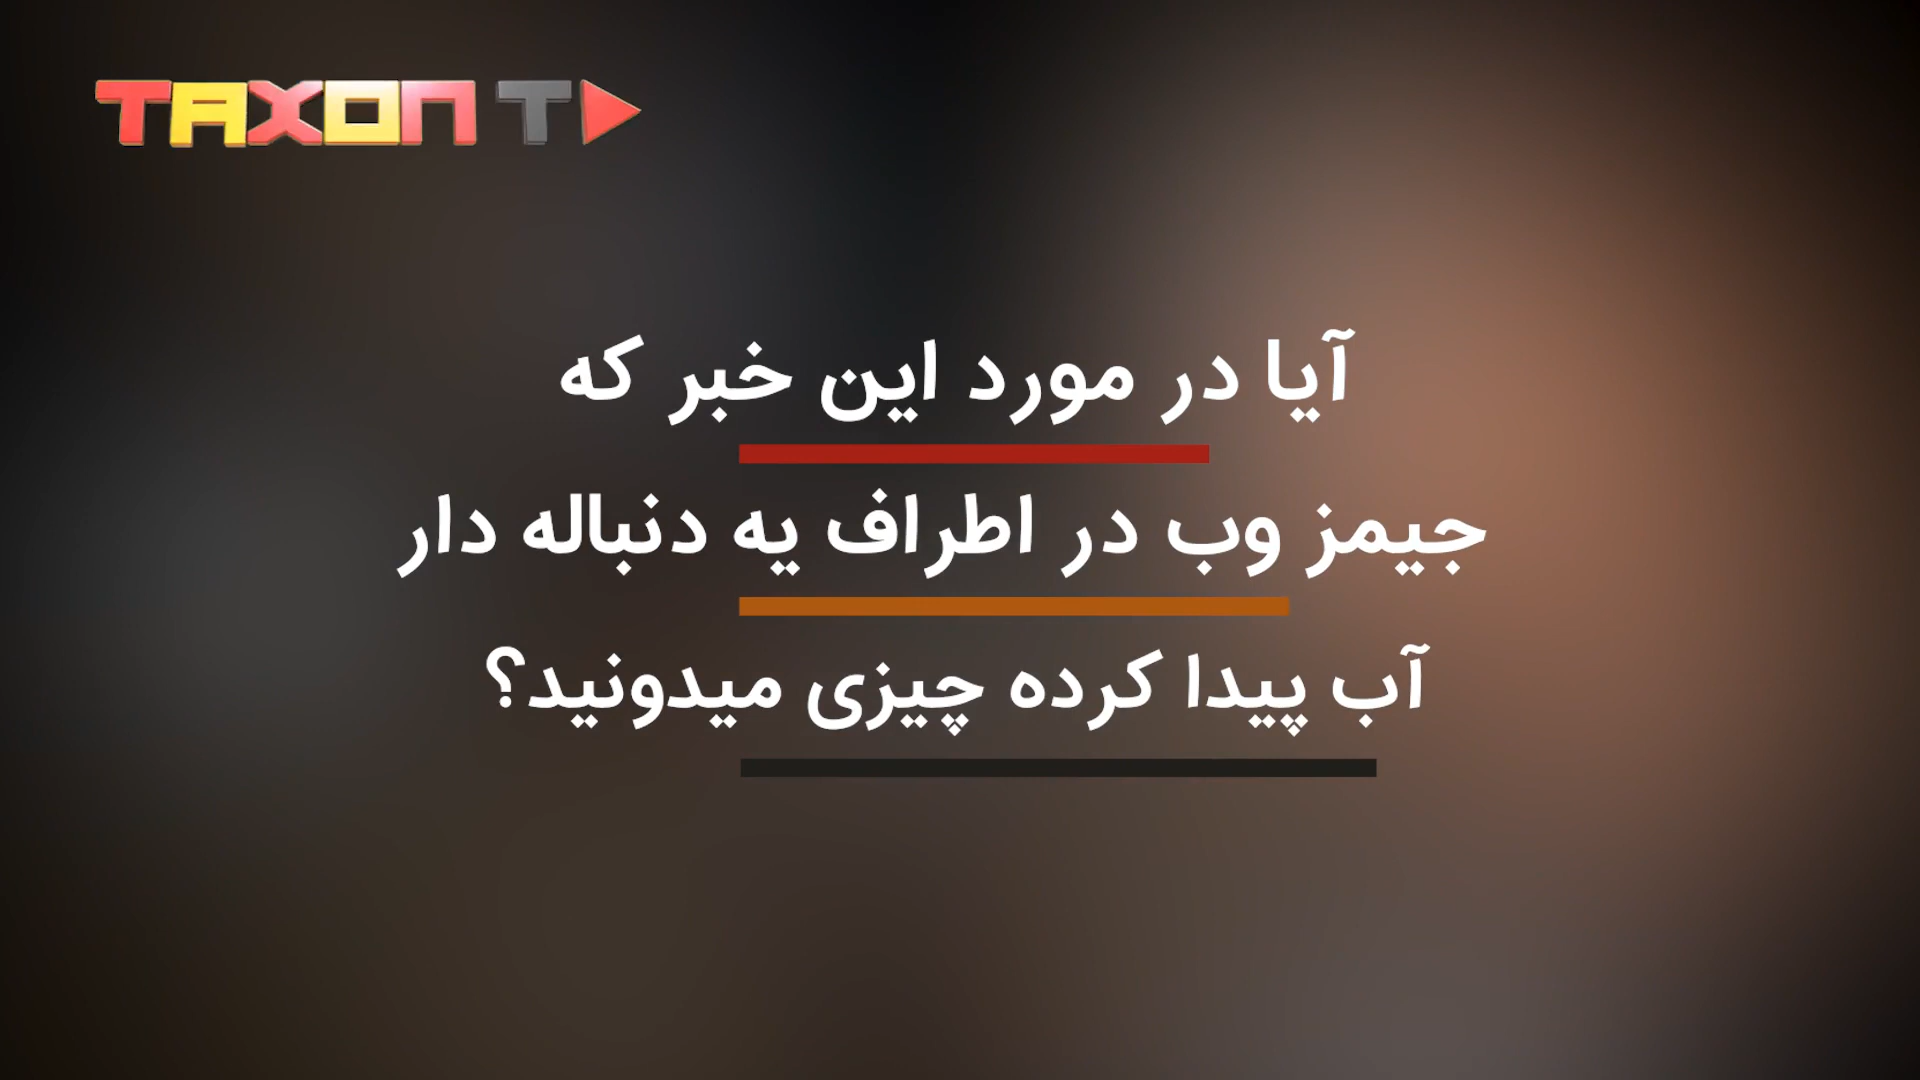 TAXON T
آیا در مورد این خبر که
جیمز وب در اطراف یه دنباله دار
آب پیدا کرده چیزی میدونید؟